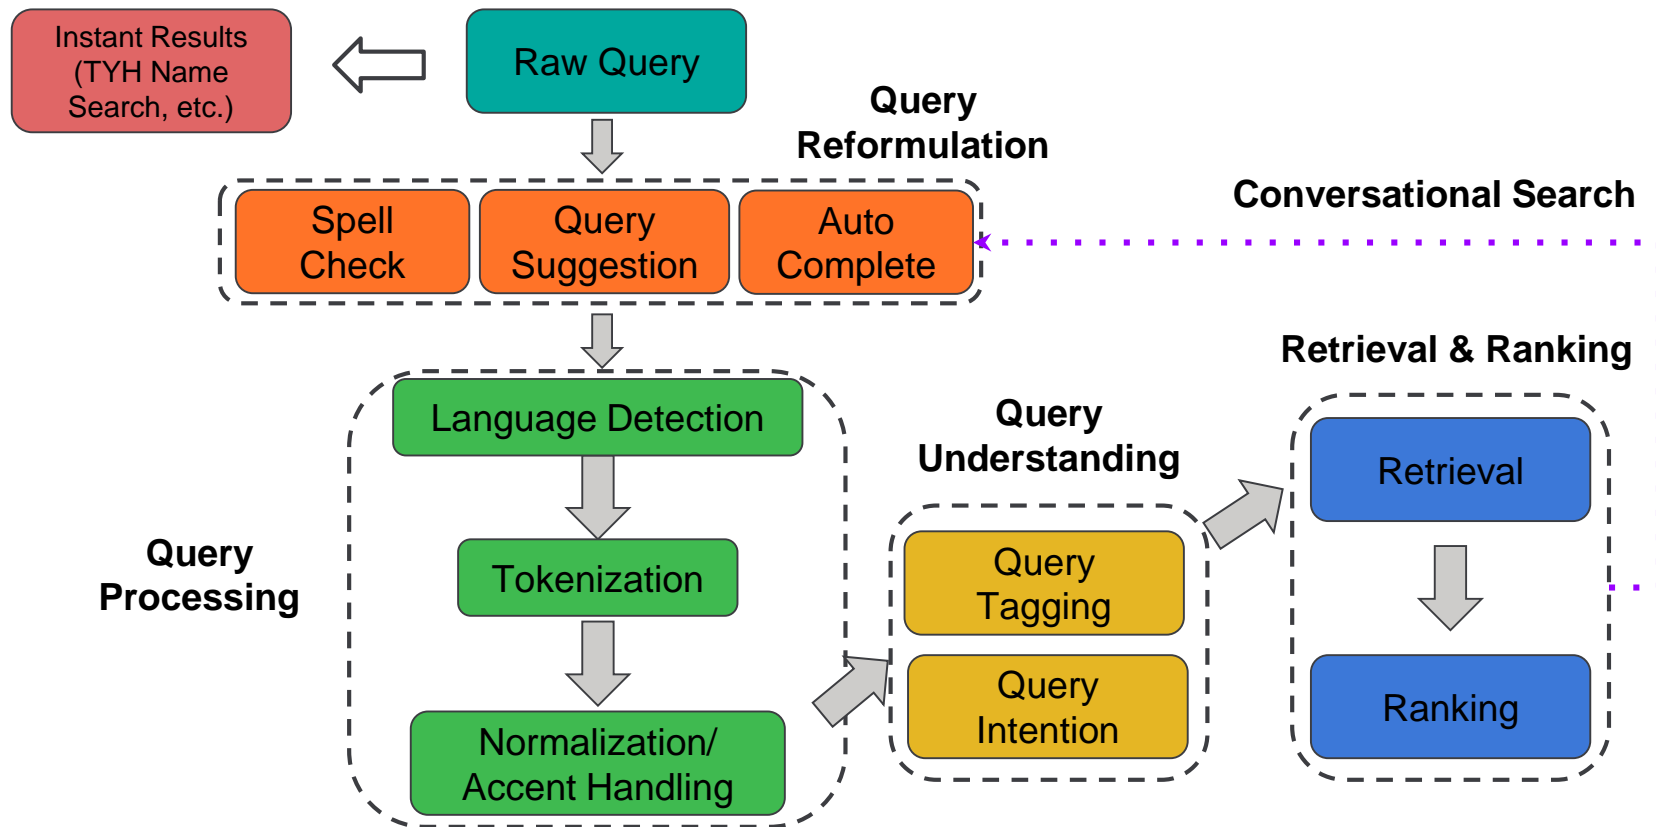 Instant Results
(TYH Name
Search, etc.)
Raw Query
Query
Reformulation
Spell
Check
Query
Suggestion
Auto
Complete
Conversational Search
Language Detection
Tokenization
Normalization/
Accent Handling
Query
Processing
Query
Understanding
Query
Tagging
Query
Intention
Retrieval & Ranking
Retrieval
Ranking